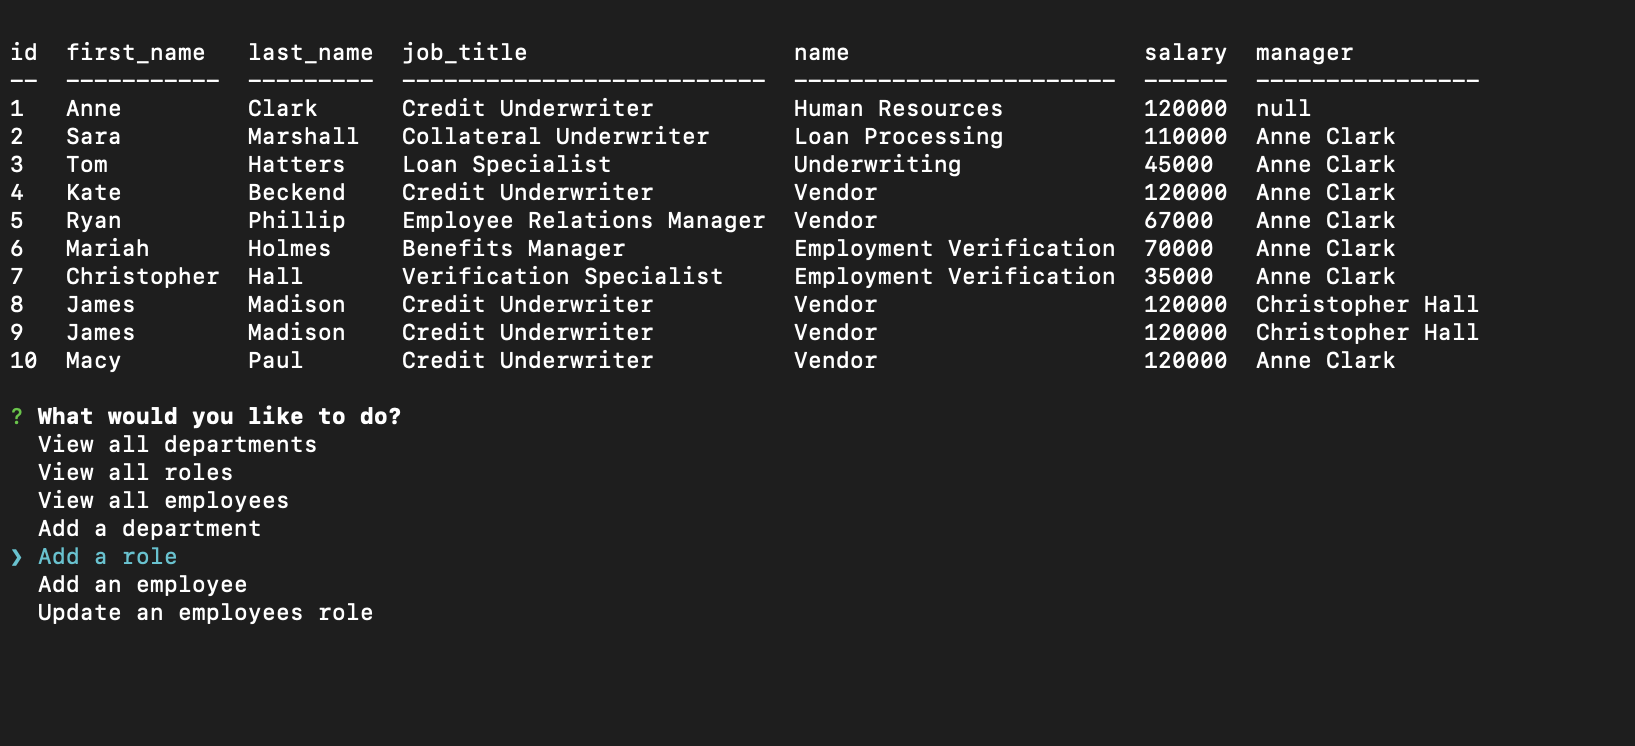 id  first_name   last_name  job_title                   name                     salary  manager
--  -----------  ---------  --------------------------  -----------------------  ------  ----------------
1   Anne         Clark      Credit Underwriter          Human Resources          120000  null
2   Sara         Marshall   Collateral Underwriter      Loan Processing          110000  Anne Clark
3   Tom          Hatters    Loan Specialist             Underwriting             45000   Anne Clark
4   Kate         Beckend    Credit Underwriter          Vendor                   120000  Anne Clark
5   Ryan         Phillip    Employee Relations Manager  Vendor                   67000   Anne Clark
6   Mariah       Holmes     Benefits Manager            Employment Verification  70000   Anne Clark
7   Christopher  Hall       Verification Specialist     Employment Verification  35000   Anne Clark
8   James        Madison    Credit Underwriter          Vendor                   120000  Christopher Hall
9   James        Madison    Credit Underwriter          Vendor                   120000  Christopher Hall
10  Macy         Paul       Credit Underwriter          Vendor                   120000  Anne Clark
? What would you like to do?
  View all departments
  View all roles
  View all employees
  Add a department
❯ Add a role
  Add an employee
  Update an employees role